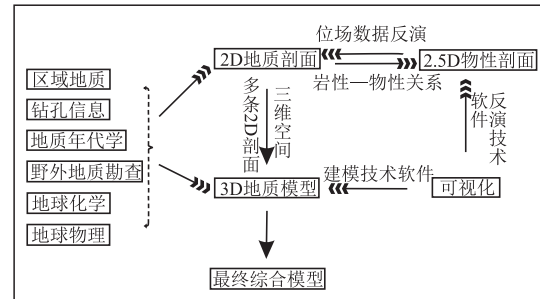 位场数据反演
2D地质剖面
2.5D物性剖面
岩性—物性关系
区域地质
钻孔信息
地质年代学
野外地质勘查
地球化学
地球物理
多条2D剖面
三维空间
软件
反演技术
3D地质模型
建模技术软件
可视化
最终综合模型